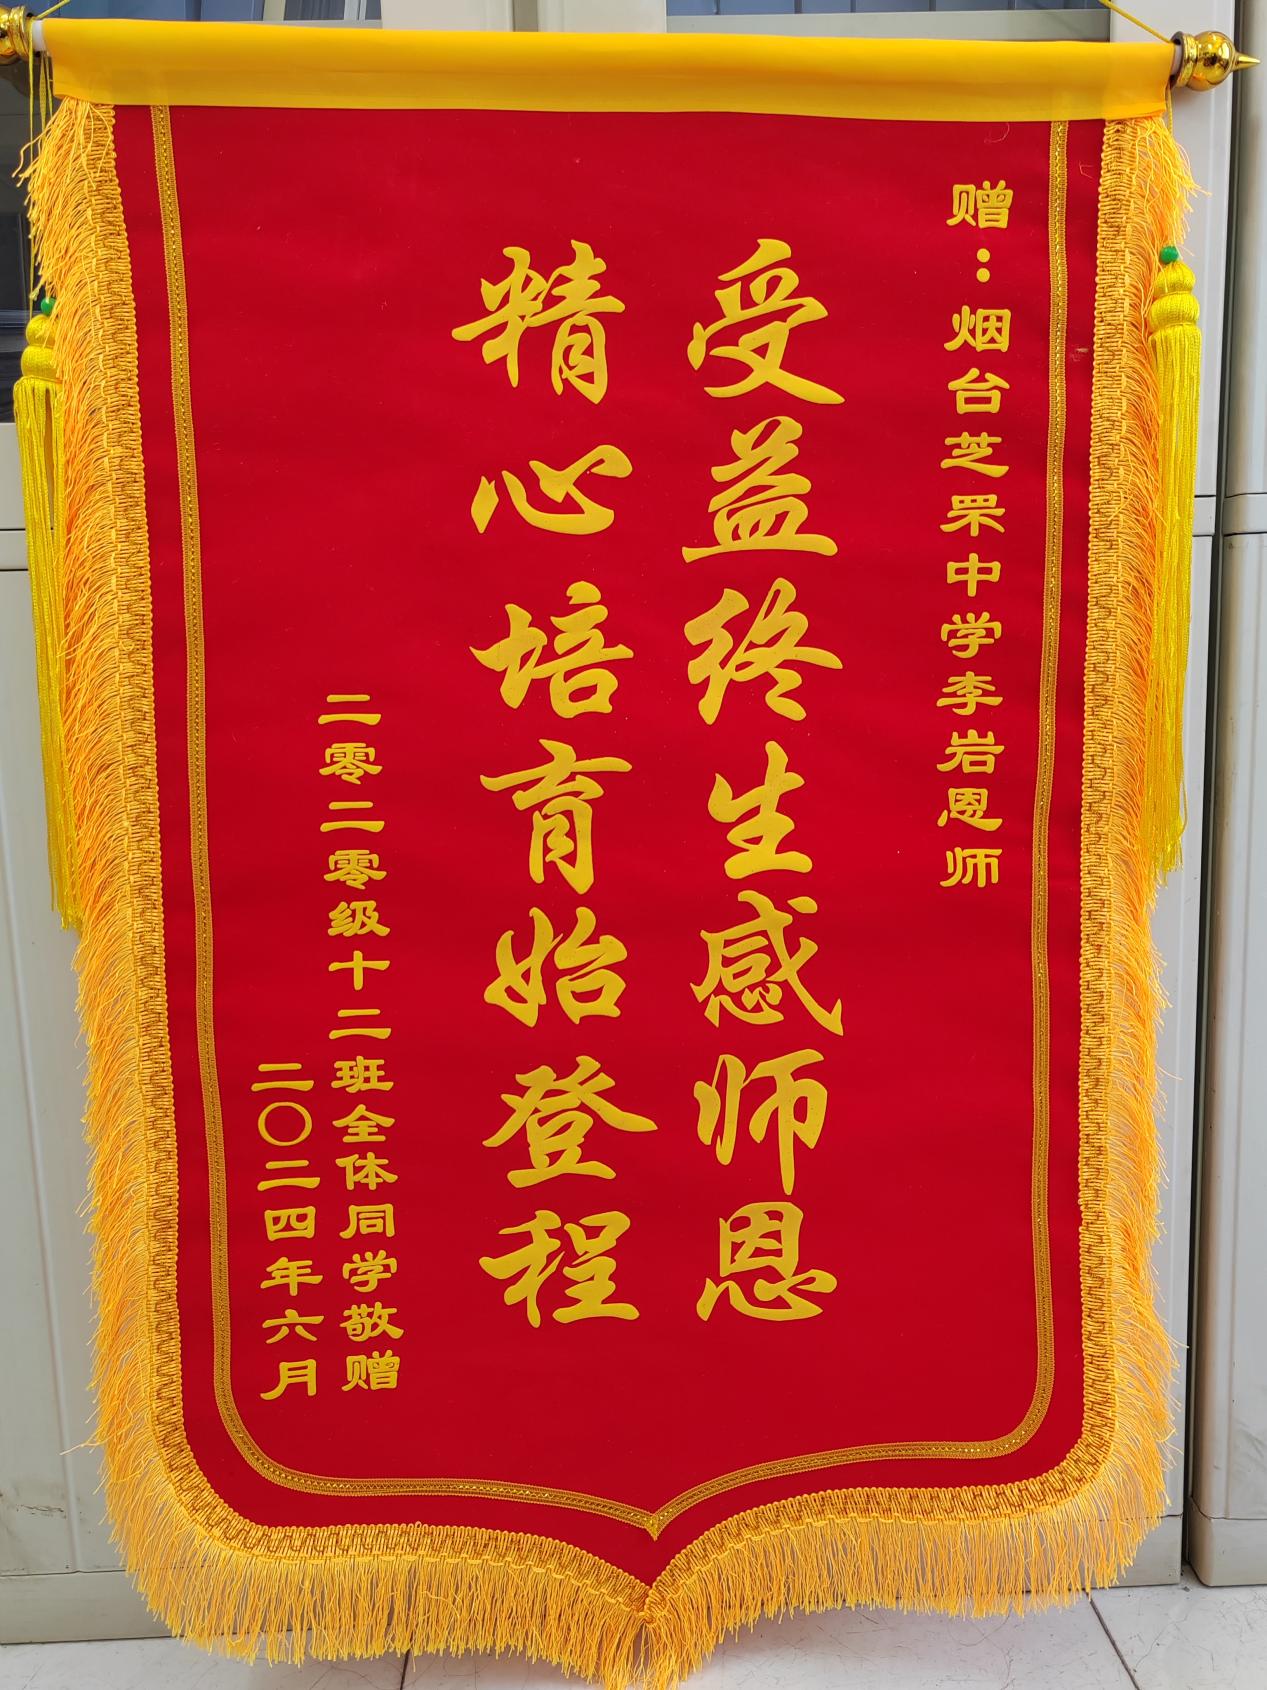 赠：烟台芝罘中学李岩恩师
受益终生感师恩
精心培育始登程
二零二零级十二班全体同学敬赠
二〇二四年六月